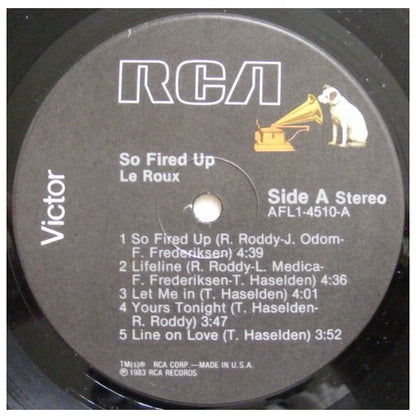 RCA
So Fired Up
Le Roux
Side A Stereo
AFL1-4510-A
Victor
1 So Fired Up (R. Roddy-J. Odom-
F. Frederiksen) 4:39
2 Lifeline (R. Roddy-L. Medica-
F. Frederiksen-T. Haselden) 4:36
3 Let Me in (T. Haselden) 4:01
4 Yours Tonight (T. Haselden-
R. Roddy) 3:47
5 Line on Love (T. Haselden) 3:52
TM(s)® RCA CORP.—MADE IN U.S.A.
℗1983 RCA RECORDS